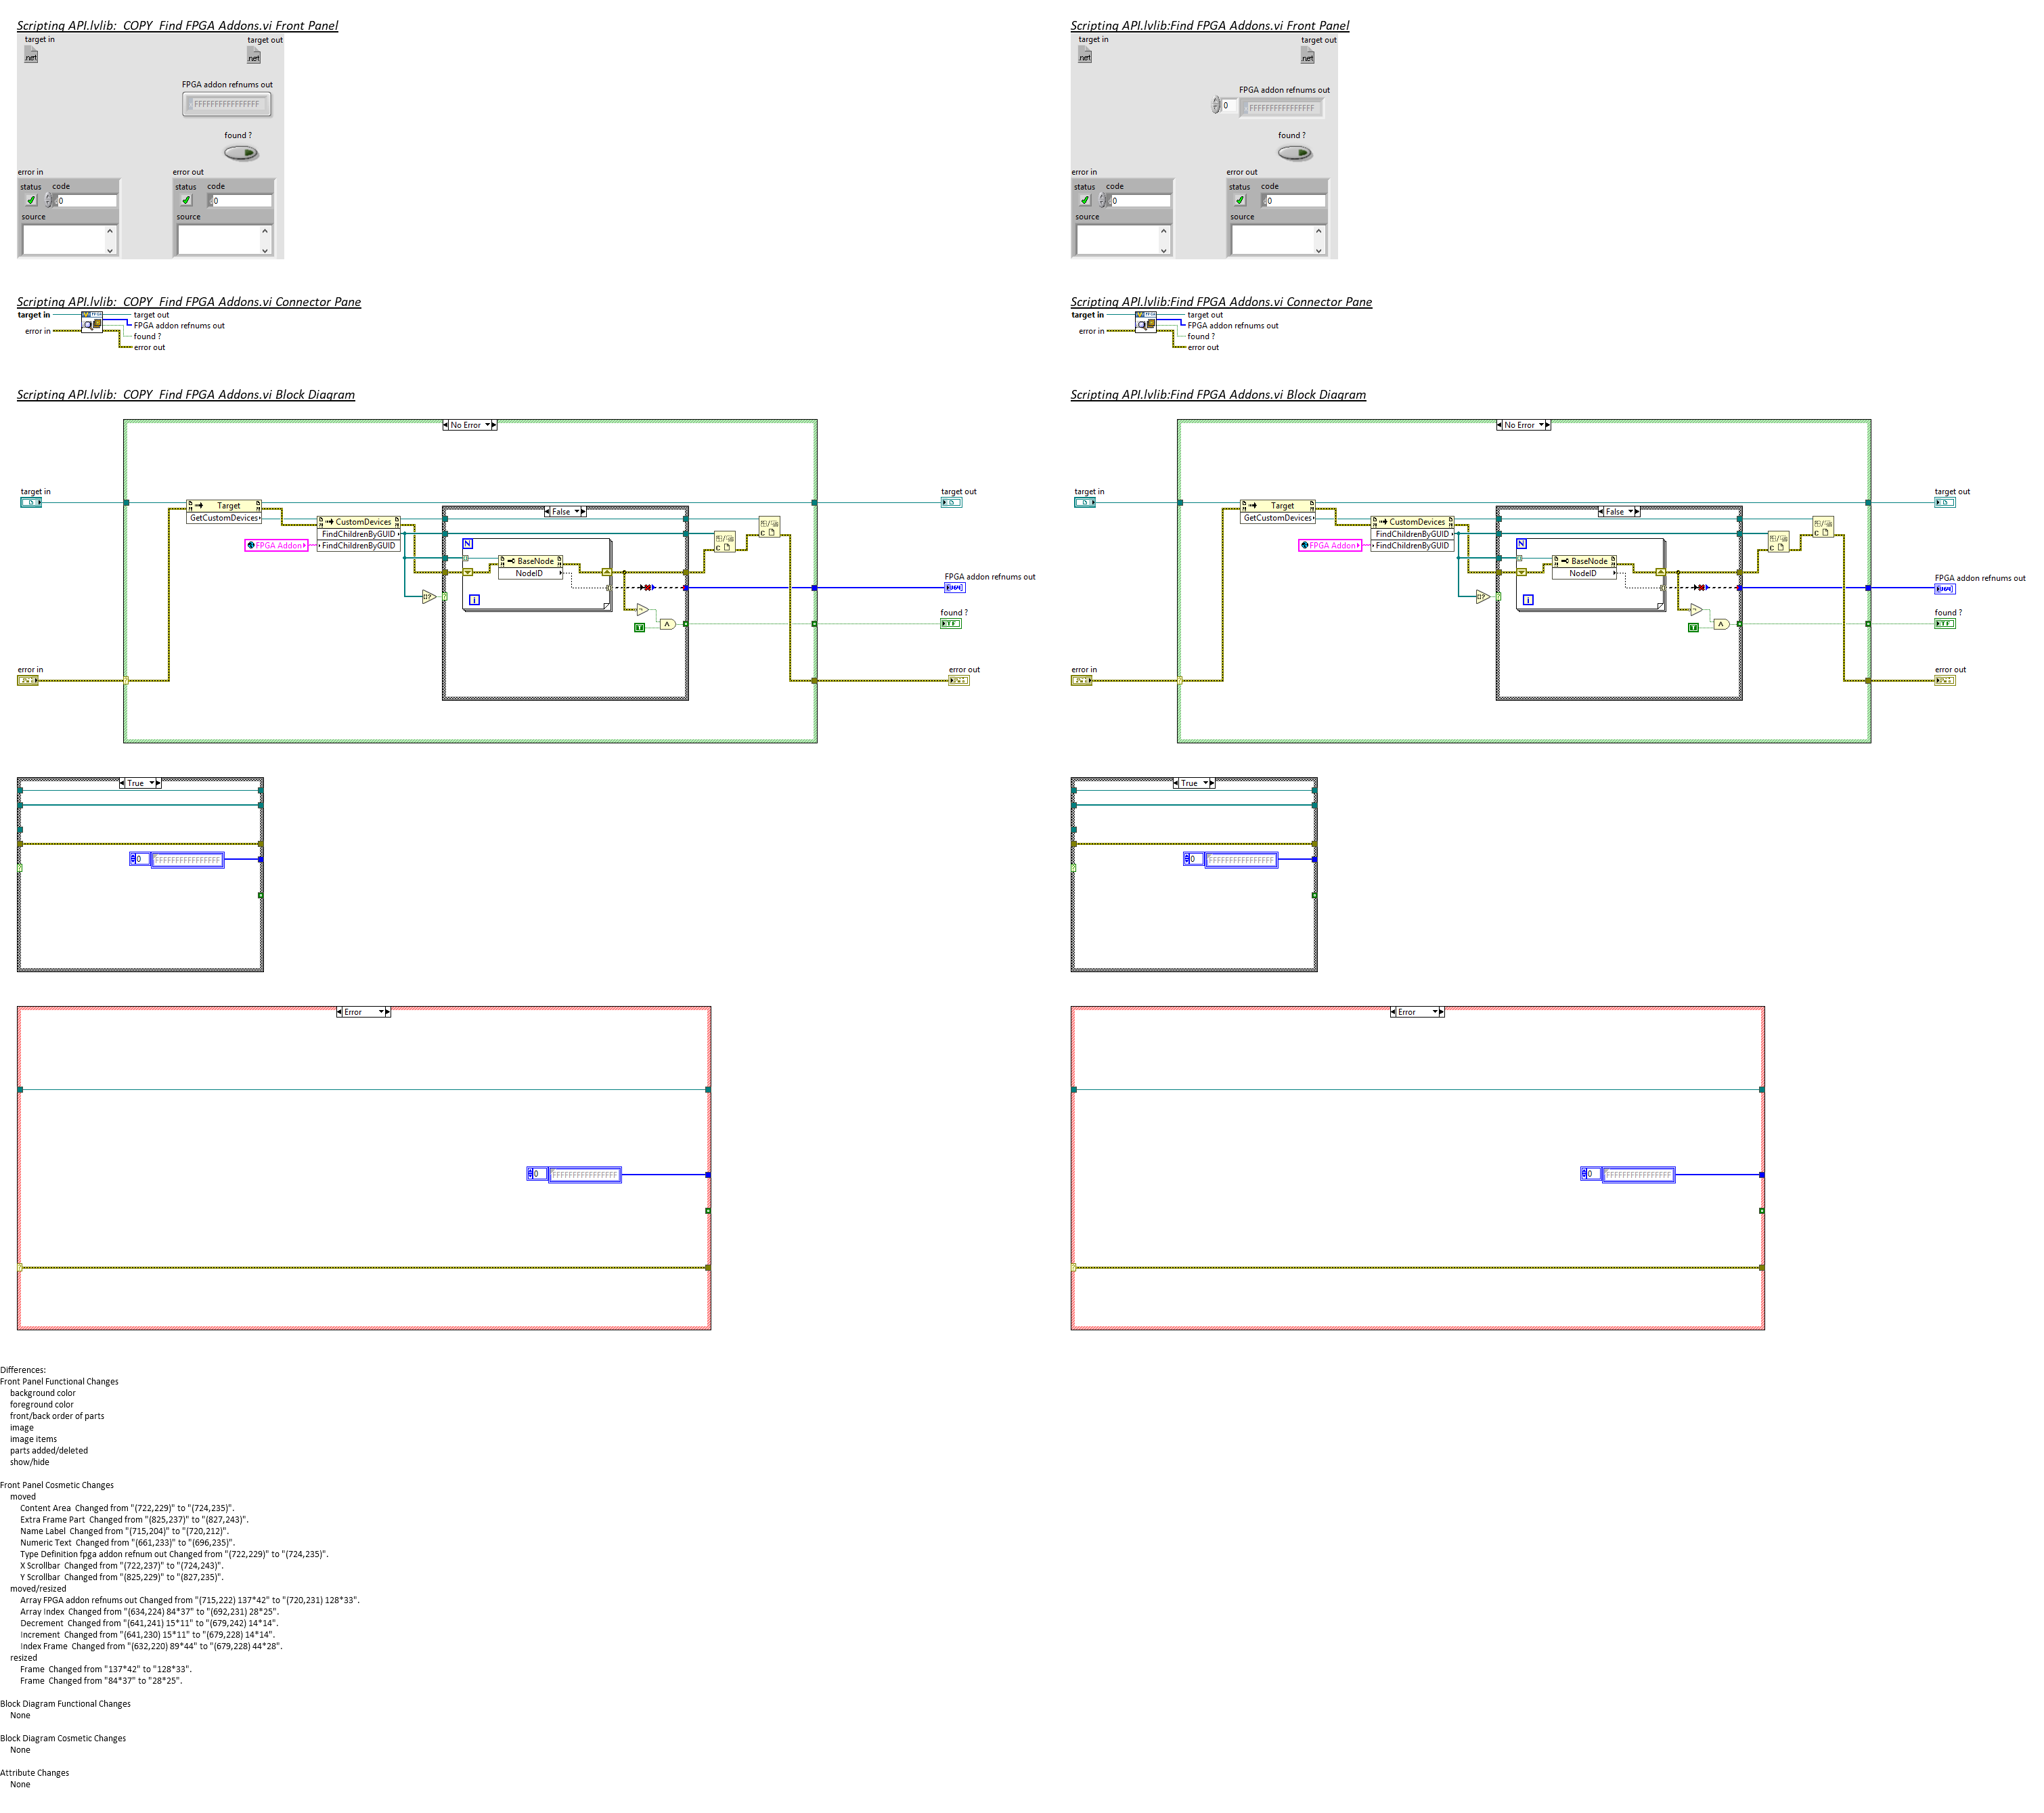 Scripting API.lvlib:  COPY  Find FPGA Addons.vi Front Panel
target in
target out
.net
.net
FPGA addon refnums out
FFFFFFFFFFFFFFFF
found ?
error in
error out
status code
status code
0
0
source
source
Scripting API.lvlib:Find FPGA Addons.vi Front Panel
target in
target out
.net
.net
FPGA addon refnums out
0
FFFFFFFFFFFFFFFF
found ?
error in
error out
status code
status code
0
0
source
source
Scripting API.lvlib:  COPY  Find FPGA Addons.vi Connector Pane
target in
target out
FPGA addon refnums out
error in
found ?
error out
Scripting API.lvlib:Find FPGA Addons.vi Connector Pane
target in
target out
FPGA addon refnums out
error in
found ?
error out
Scripting API.lvlib:  COPY  Find FPGA Addons.vi Block Diagram
No Error
target in
target out
Target
GetCustomDevices
False
CustomDevices
FindChildrenByGUID
FPGA Addon
FindChildrenByGUID
N
BaseNode
NodeID
i
FPGA addon refnums out
found ?
T
TF
error in
error out
Scripting API.lvlib:Find FPGA Addons.vi Block Diagram
No Error
target in
target out
Target
GetCustomDevices
False
CustomDevices
FindChildrenByGUID
FPGA Addon
FindChildrenByGUID
N
BaseNode
NodeID
i
FPGA addon refnums out
found ?
T
TF
error in
error out
True
0
FFFFFFFFFFFFFFFF
True
0
FFFFFFFFFFFFFFFF
Error
0
FFFFFFFFFFFFFFFF
Error
0
FFFFFFFFFFFFFFFF
Differences:
Front Panel Functional Changes
background color
foreground color
front/back order of parts
image
image items
parts added/deleted
show/hide
Front Panel Cosmetic Changes
moved
Content Area  Changed from "(722,229)" to "(724,235)".
Extra Frame Part  Changed from "(825,237)" to "(827,243)".
Name Label  Changed from "(715,204)" to "(720,212)".
Numeric Text  Changed from "(661,233)" to "(696,235)".
Type Definition fpga addon refnum out Changed from "(722,229)" to "(724,235)".
X Scrollbar  Changed from "(722,237)" to "(724,243)".
Y Scrollbar  Changed from "(825,229)" to "(827,235)".
moved/resized
Array FPGA addon refnums out Changed from "(715,222) 137*42" to "(720,231) 128*33".
Array Index  Changed from "(634,224) 84*37" to "(692,231) 28*25".
Decrement  Changed from "(641,241) 15*11" to "(679,242) 14*14".
Increment  Changed from "(641,230) 15*11" to "(679,228) 14*14".
Index Frame  Changed from "(632,220) 89*44" to "(679,228) 44*28".
resized
Frame  Changed from "137*42" to "128*33".
Frame  Changed from "84*37" to "28*25".
Block Diagram Functional Changes
None
Block Diagram Cosmetic Changes
None
Attribute Changes
None